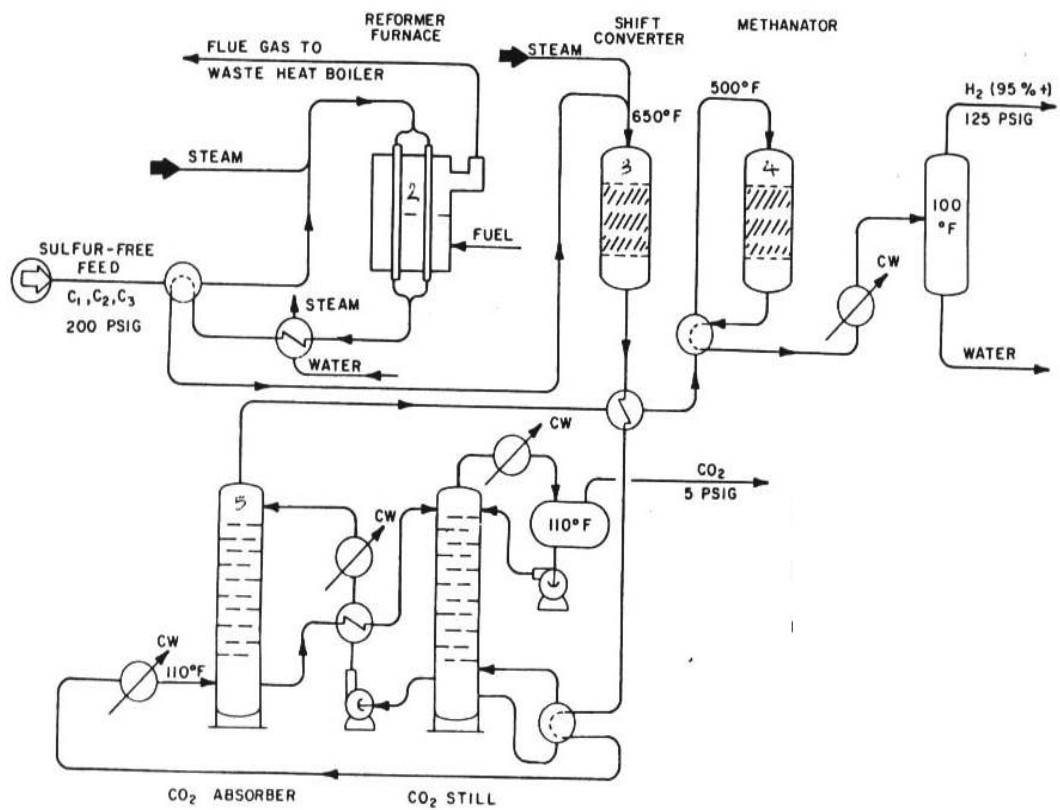 REFORMER
FURNACE
SHIFT
CONVERTER
METHANATOR
FLUE GAS TO
WASTE HEAT BOILER
STEAM
500°F
H₂ (95 %+)
125 PSIG
650°F
STEAM
2
3
4
100
°F
FUEL
SULFUR-FREE
FEED
C₁, C₂, C₃
200 PSIG
STEAM
WATER
CW
WATER
CW
CO₂
5 PSIG
5
CW
110°F
CW
110°F
CO₂ ABSORBER
CO₂ STILL